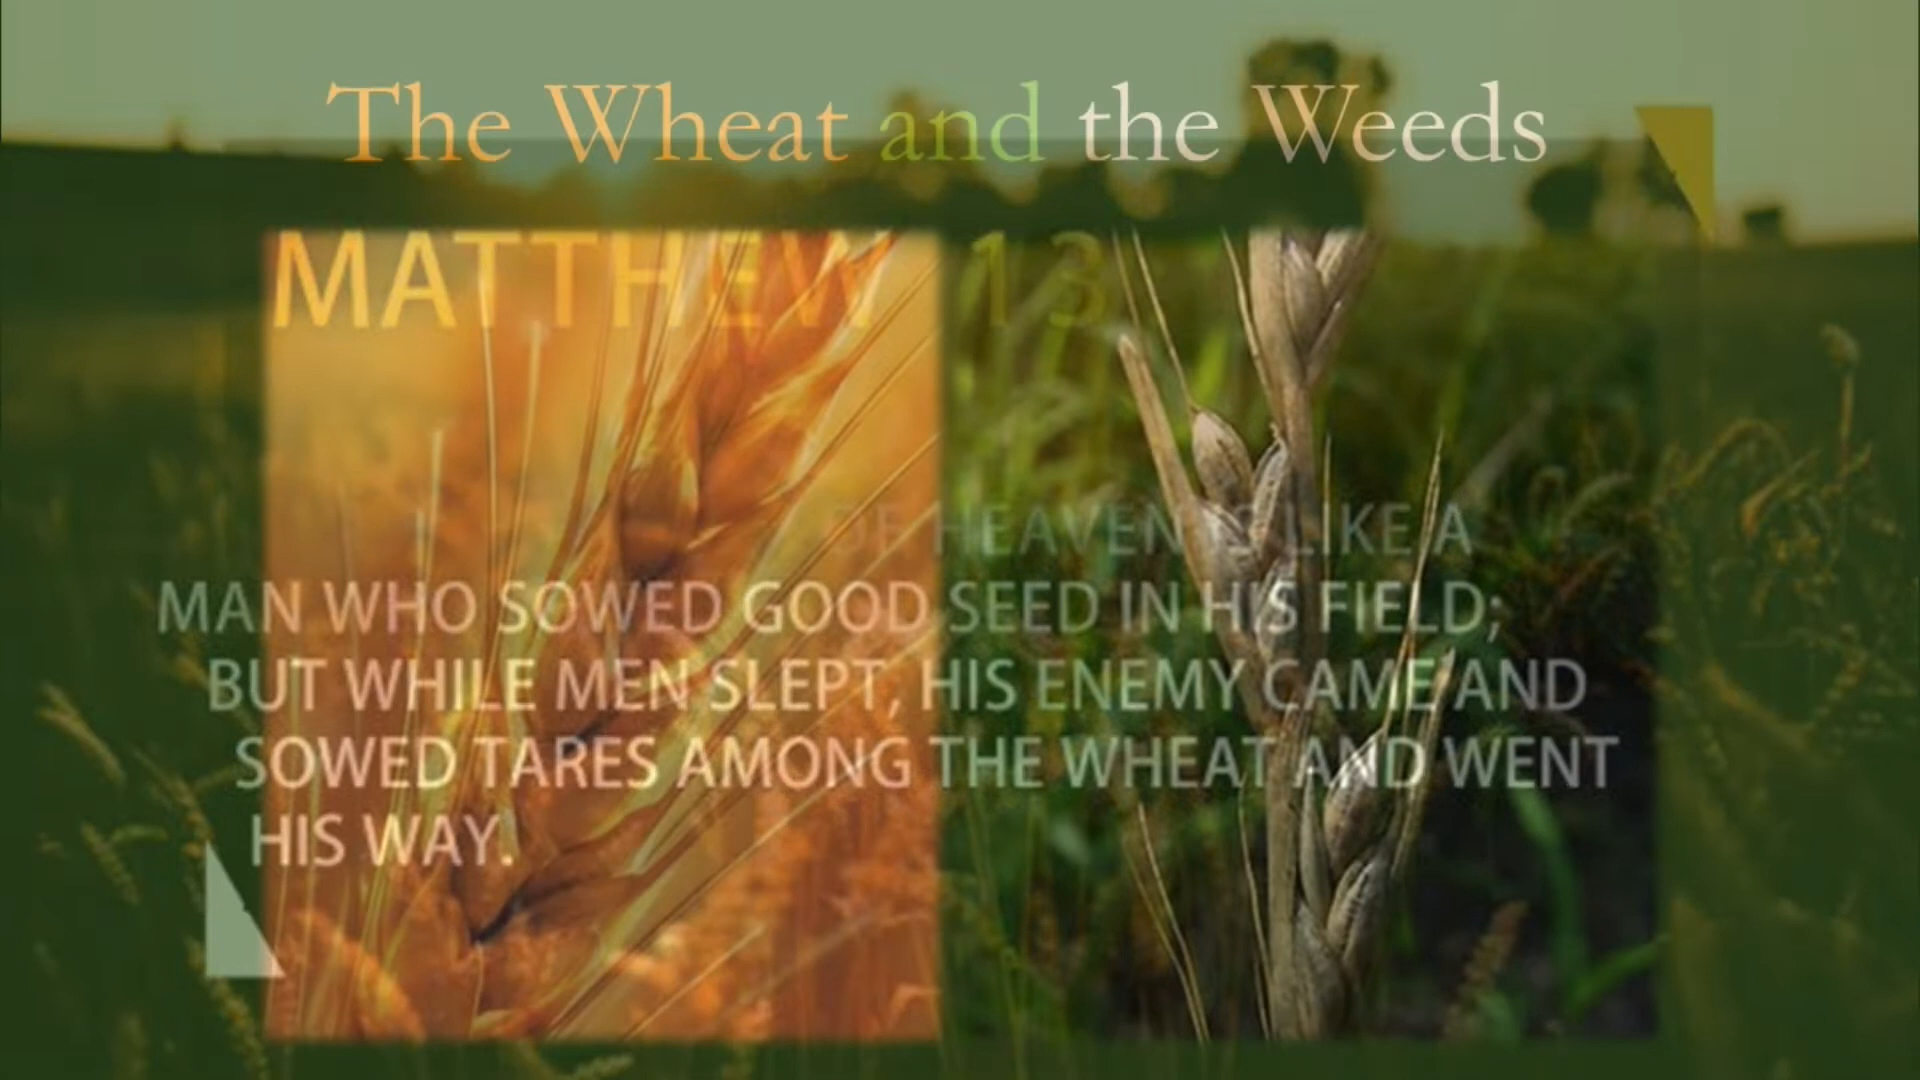 The Wheat and the Weeds
MATTHEW 13
OF HEAVEN IS LIKE A
MAN WHO SOWED GOOD SEED IN HIS FIELD;
BUT WHILE MEN SLEPT, HIS ENEMY CAME AND
SOWED TARES AMONG THE WHEAT AND WENT
HIS WAY.